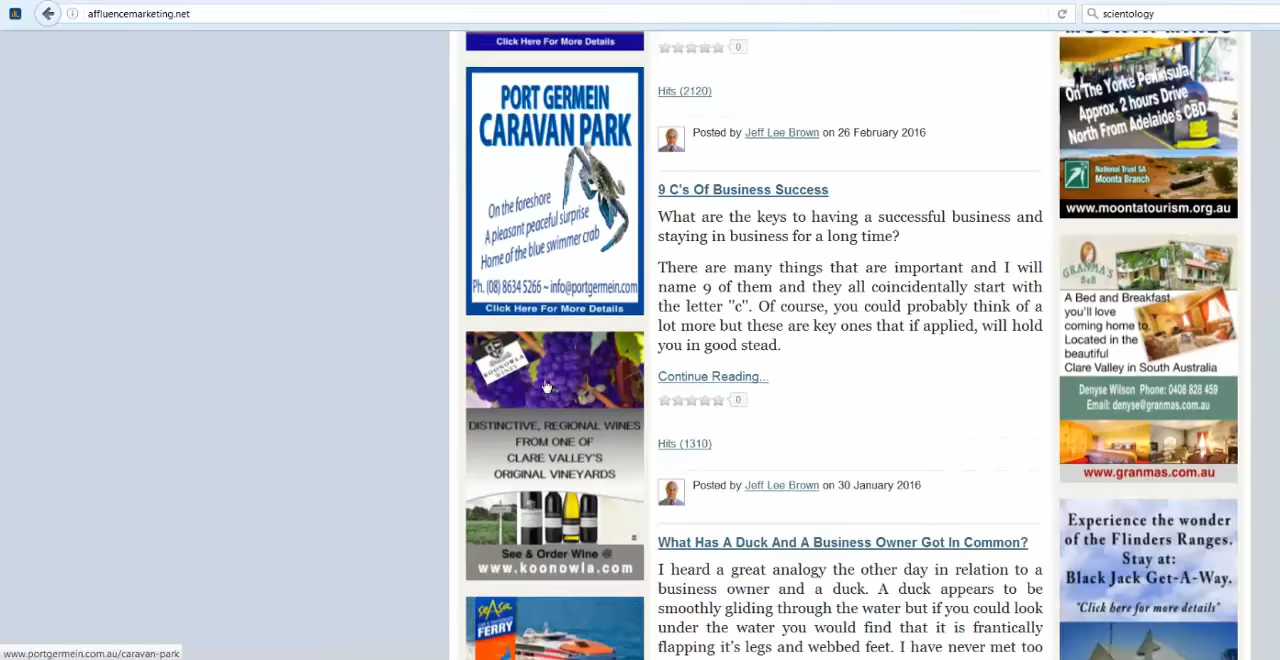 affluencemarketing.net
scientology
Click Here For More Details
PORT GERMEIN
CARAVAN PARK
On the foreshore
A pleasant peaceful surprise
Home of the blue swimmer crab
Ph. (08) 8634 5266 ~ info@portgermein.com
Click Here For More Details
KOONOWLA
WINES
DISTINCTIVE, REGIONAL WINES
FROM ONE OF
CLARE VALLEY'S
ORIGINAL VINEYARDS
See & Order Wine @
www.koonowla.com
SeaSA
FERRY
0
Hits (2120)
Posted by Jeff Lee Brown on 26 February 2016
9 C's Of Business Success
What are the keys to having a successful business and
staying in business for a long time?
There are many things that are important and I will
name 9 of them and they all coincidentally start with
the letter "c". Of course, you could probably think of a
lot more but these are key ones that if applied, will hold
you in good stead.
Continue Reading...
0
Hits (1310)
Posted by Jeff Lee Brown on 30 January 2016
What Has A Duck And A Business Owner Got In Common?
I heard a great analogy the other day in relation to a
business owner and a duck. A duck appears to be
smoothly gliding through the water but if you could look
under the water you would find that it is frantically
flapping it's legs and webbed feet. I have never met too
On The Yorke Peninsula,
Approx. 2 hours Drive
North From Adelaide's CBD
National Trust SA
Moonta Branch
www.moontatourism.org.au
GRANMA'S
B&B
A Bed and Breakfast
you'll love
coming home to.
Located in the
beautiful
Clare Valley in South Australia
Denyse Wilson Phone: 0408 828 459
Email: denyse@granmas.com.au
www.granmas.com.au
Experience the wonder
of the Flinders Ranges.
Stay at:
Black Jack Get-A-Way.
"Click here for more details"
www.portgermein.com.au/caravan-park